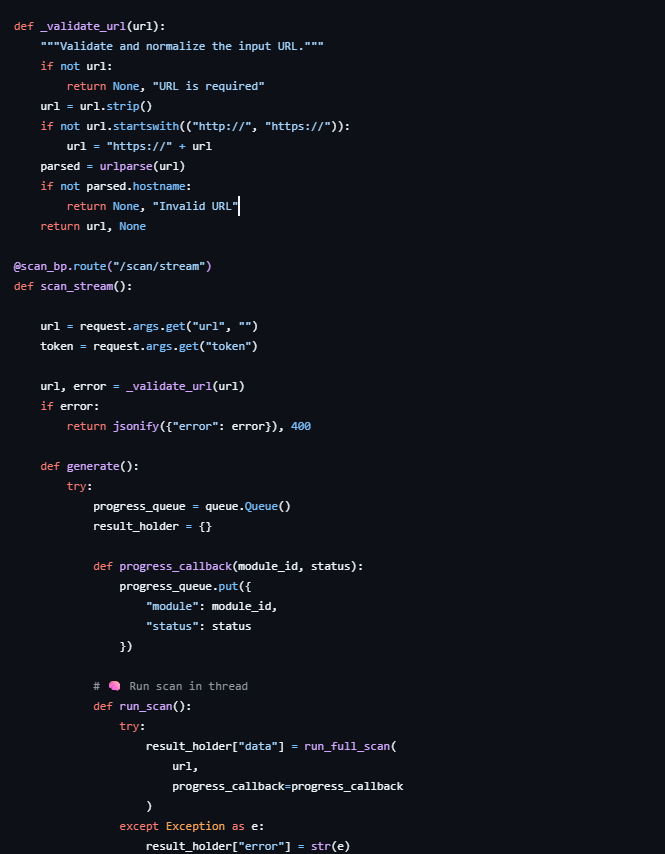 def _validate_url(url):
    """Validate and normalize the input URL."""
    if not url:
        return None, "URL is required"
    url = url.strip()
    if not url.startswith(("http://", "https://")):
        url = "https://" + url
    parsed = urlparse(url)
    if not parsed.hostname:
        return None, "Invalid URL"
    return url, None

@scan_bp.route("/scan/stream")
def scan_stream():

    url = request.args.get("url", "")
    token = request.args.get("token")

    url, error = _validate_url(url)
    if error:
        return jsonify({"error": error}), 400

    def generate():
        try:
            progress_queue = queue.Queue()
            result_holder = {}

            def progress_callback(module_id, status):
                progress_queue.put({
                    "module": module_id,
                    "status": status
                })

            # 🧠 Run scan in thread
            def run_scan():
                try:
                    result_holder["data"] = run_full_scan(
                        url,
                        progress_callback=progress_callback
                    )
                except Exception as e:
                    result_holder["error"] = str(e)